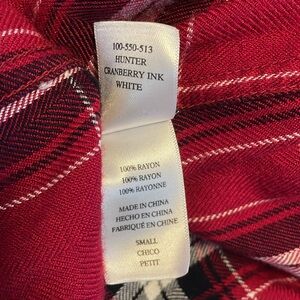 100-550-513
HUNTER
CRANBERRY INK
WHITE
100% RAYON
100% RAYON
100% RAYONNE
MADE IN CHINA
HECHO EN CHINA
FABRIQUÉ EN CHINE
SMALL
CHICO
PETIT